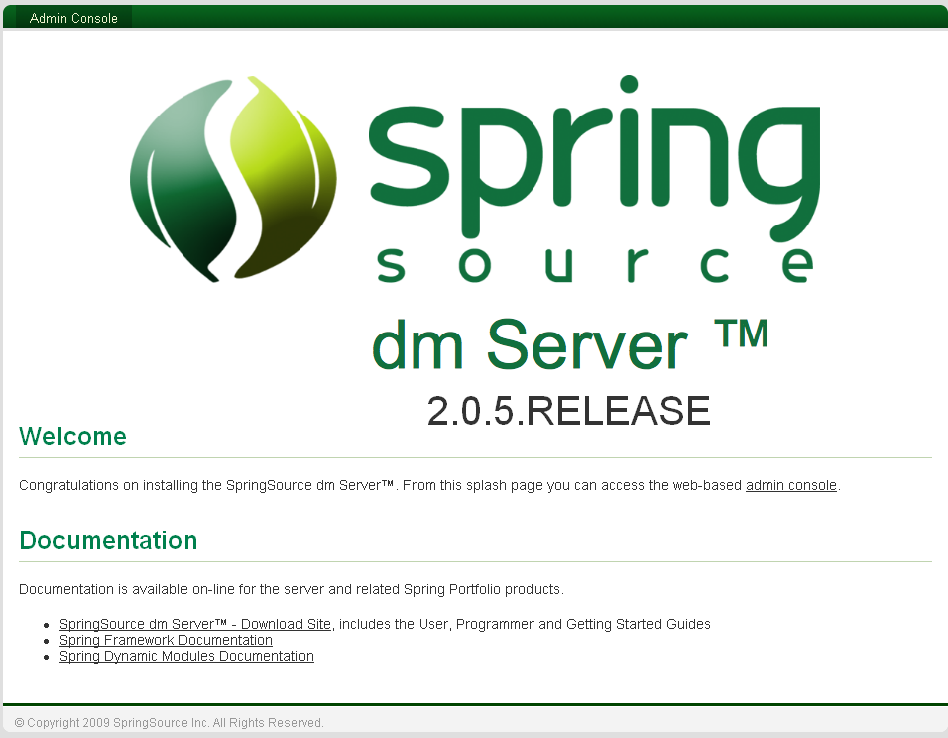 Admin Console
spring
source
dm Server ™
2.0.5.RELEASE
Welcome
Congratulations on installing the SpringSource dm Server™. From this splash page you can access the web-based admin console.
Documentation
Documentation is available on-line for the server and related Spring Portfolio products.
• SpringSource dm Server™ - Download Site, includes the User, Programmer and Getting Started Guides
• Spring Framework Documentation
• Spring Dynamic Modules Documentation
© Copyright 2009 SpringSource Inc. All Rights Reserved.